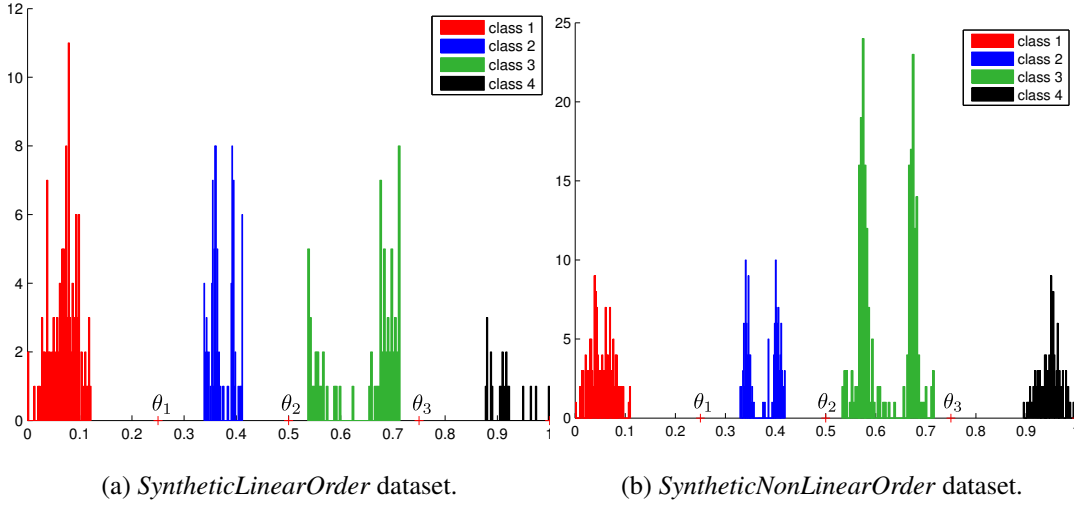 12
10
8
6
4
2
0
0 0.1 0.2 0.3 0.4 0.5 0.6 0.7 0.8 0.9 1
θ1 θ2 θ3
class 1
class 2
class 3
class 4
(a) SyntheticLinearOrder dataset.
25
20
15
10
5
0
0 0.1 0.2 0.3 0.4 0.5 0.6 0.7 0.8 0.9 1
θ1 θ2 θ3
class 1
class 2
class 3
class 4
(b) SyntheticNonLinearOrder dataset.